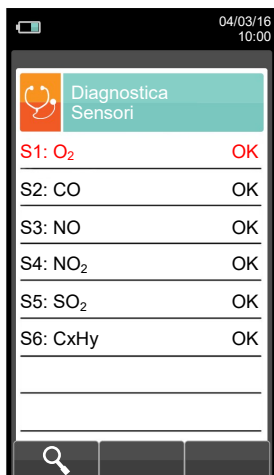 04/03/16
10:00
Diagnostica
Sensori
S1: O₂ OK
S2: CO OK
S3: NO OK
S4: NO₂ OK
S5: SO₂ OK
S6: CxHy OK